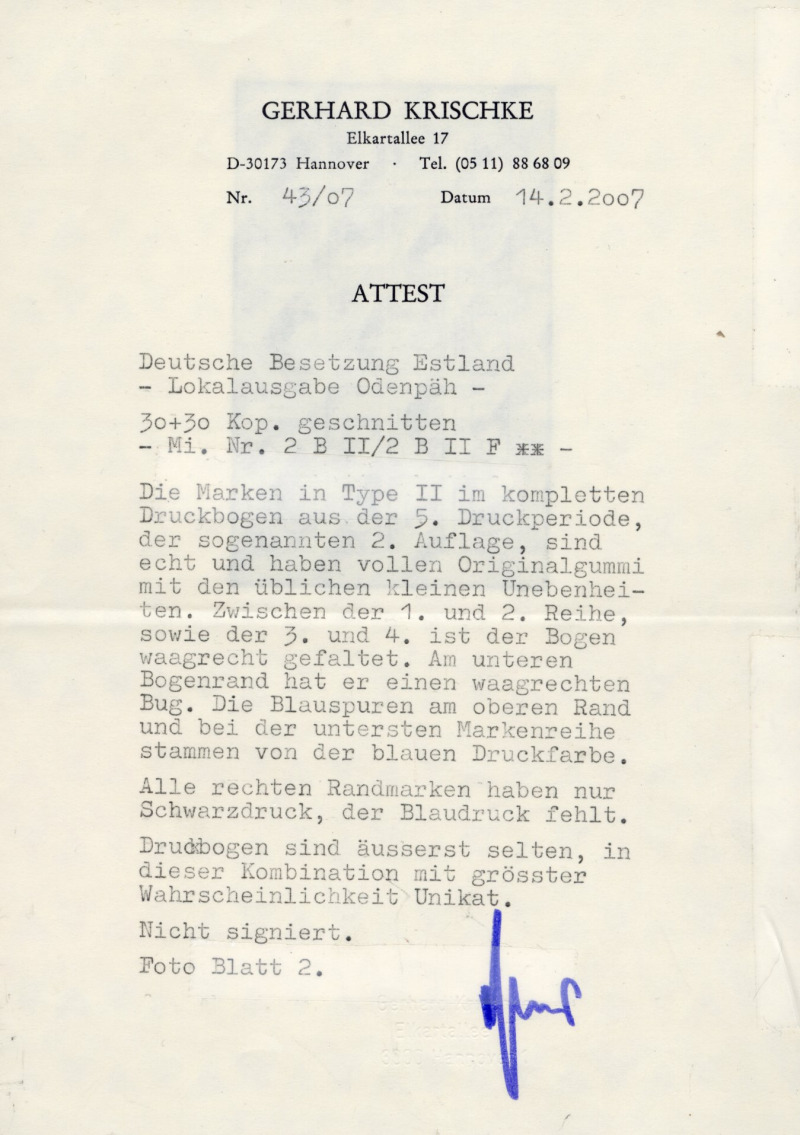 GERHARD KRISCHKE
Elkartallee 17
D-30173 Hannover · Tel. (05 11) 88 68 09
Nr. 43/07 Datum 14.2.2007
ATTEST
Deutsche Besetzung Estland
- Lokalausgabe Odenpäh -
30+30 Kop. geschnitten
- Mi. Nr. 2 B II/2 B II F ** -
Die Marken in Type II im kompletten
Druckbogen aus der 5. Druckperiode,
der sogenannten 2. Auflage, sind
echt und haben vollen Originalgummi
mit den üblichen kleinen Unebenhei-
ten. Zwischen der 1. und 2. Reihe,
sowie der 3. und 4. ist der Bogen
waagrecht gefaltet. Am unteren
Bogenrand hat er einen waagrechten
Bug. Die Blauspuren am oberen Rand
und bei der untersten Markenreihe
stammen von der blauen Druckfarbe.
Alle rechten Randmarken haben nur
Schwarzdruck, der Blaudruck fehlt.
Druckbogen sind äusserst selten, in
dieser Kombination mit grösster
Wahrscheinlichkeit Unikat.
Nicht signiert.
Foto Blatt 2.